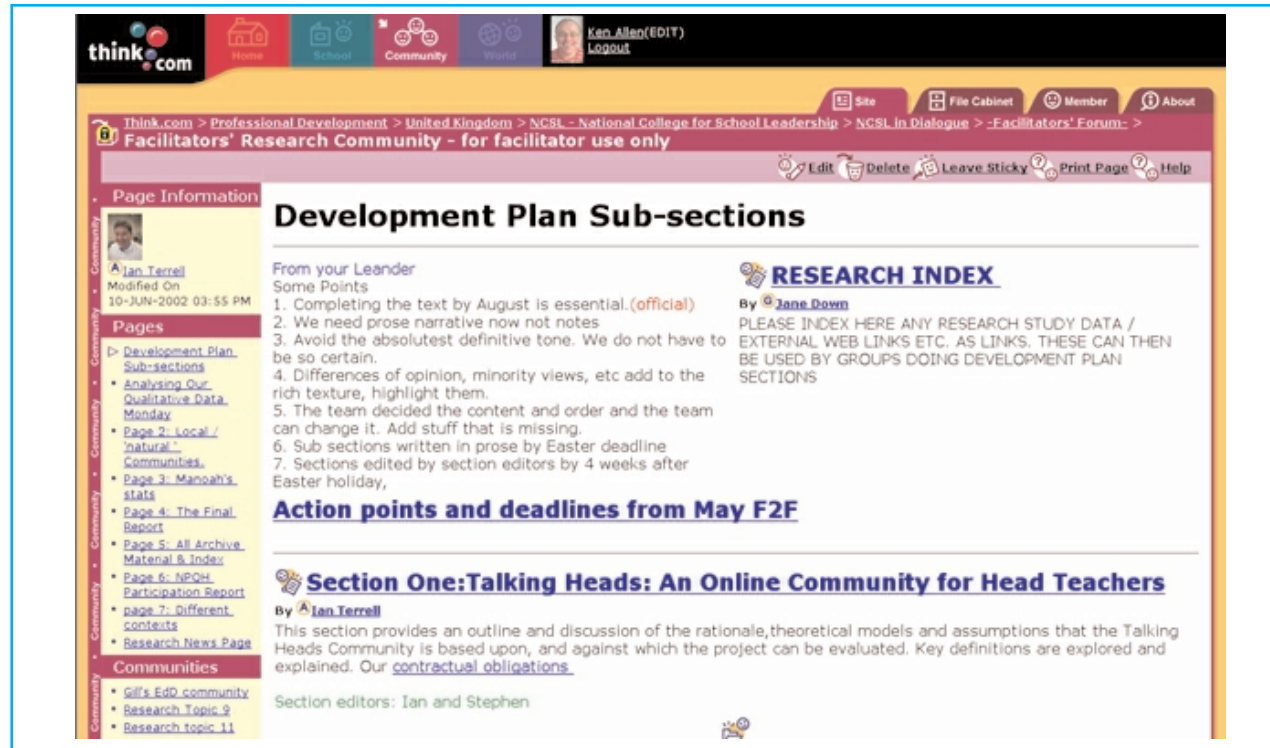 think.com
Home
School
Community
World
Ken Allen(EDIT)
Logout
Site
File Cabinet
Member
About
Think.com > Professional Development > United Kingdom > NCSL - National College for School Leadership > NCSL in Dialogue > -Facilitators' Forum- >
Facilitators' Research Community - for facilitator use only
Edit
Delete
Leave Sticky
Print Page
Help
Community • Community • Community • Community • Community
Page Information
A Ian Terrell
Modified On
10-JUN-2002 03:55 PM
Pages
Development Plan
Sub-sections
• Analysing Our
Qualitative Data
Monday
• Page 2: Local /
'natural '
Communities.
• Page 3: Manoah's
stats
• Page 4: The Final
Report
• Page 5: All Archive
Material & Index
• Page 6: NPQH
Participation Report
• page 7: Different
contexts
• Research News Page
Communities
• Gill's EdD community
• Research Topic 9
• Research topic 11
Development Plan Sub-sections
From your Leander
Some Points
1. Completing the text by August is essential.(official)
2. We need prose narrative now not notes
3. Avoid the absolutest definitive tone. We do not have to
be so certain.
4. Differences of opinion, minority views, etc add to the
rich texture, highlight them.
5. The team decided the content and order and the team
can change it. Add stuff that is missing.
6. Sub sections written in prose by Easter deadline
7. Sections edited by section editors by 4 weeks after
Easter holiday,
RESEARCH INDEX
By G Jane Down
PLEASE INDEX HERE ANY RESEARCH STUDY DATA /
EXTERNAL WEB LINKS ETC. AS LINKS. THESE CAN THEN
BE USED BY GROUPS DOING DEVELOPMENT PLAN
SECTIONS
Action points and deadlines from May F2F
Section One:Talking Heads: An Online Community for Head Teachers
By A Ian Terrell
This section provides an outline and discussion of the rationale,theoretical models and assumptions that the Talking
Heads Community is based upon, and against which the project can be evaluated. Key definitions are explored and
explained. Our contractual obligations
Section editors: Ian and Stephen